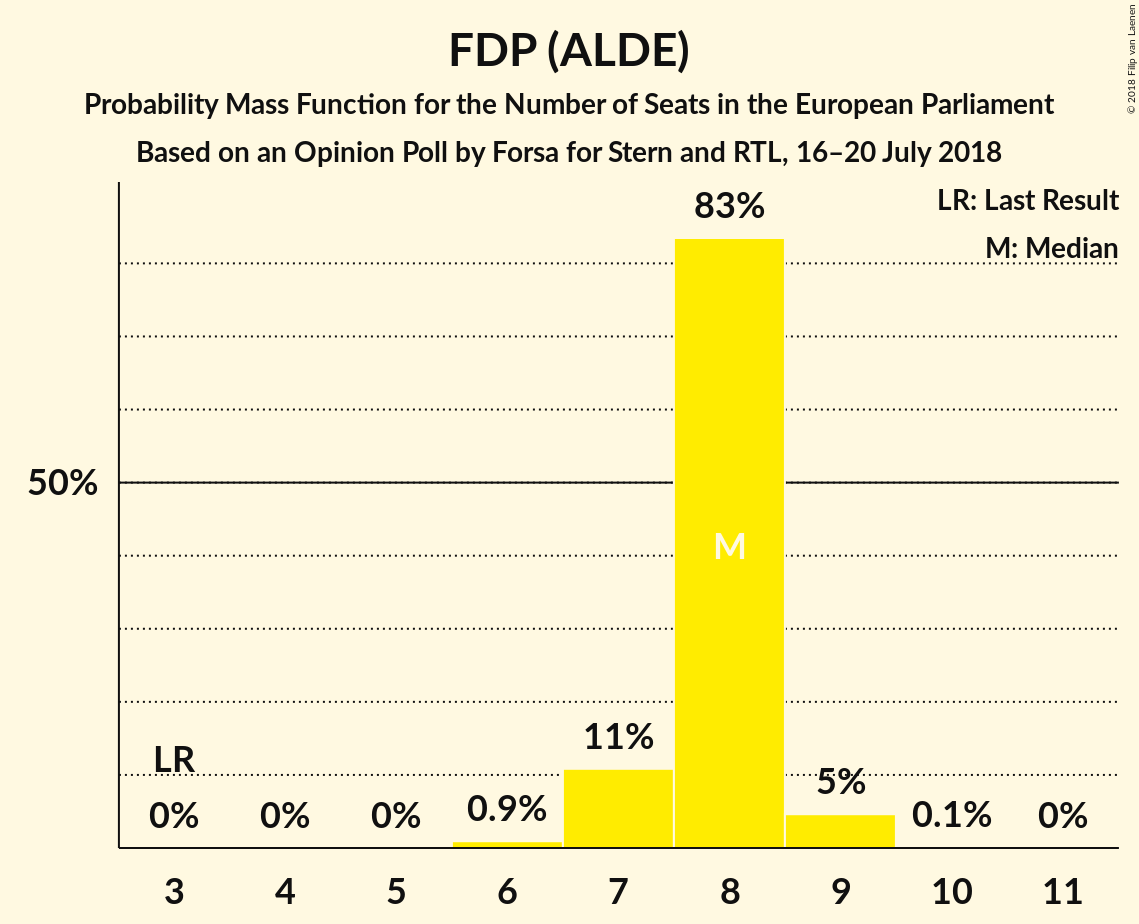 FDP (ALDE)
Probability Mass Function for the Number of Seats in the European Parliament
Based on an Opinion Poll by Forsa for Stern and RTL, 16–20 July 2018
© 2018 Filip van Laenen
LR: Last Result
M: Median
83%
50%
M
11%
LR
5%
0%
0%
0%
0.9%
0.1%
0%
3 4 5 6 7 8 9 10 11